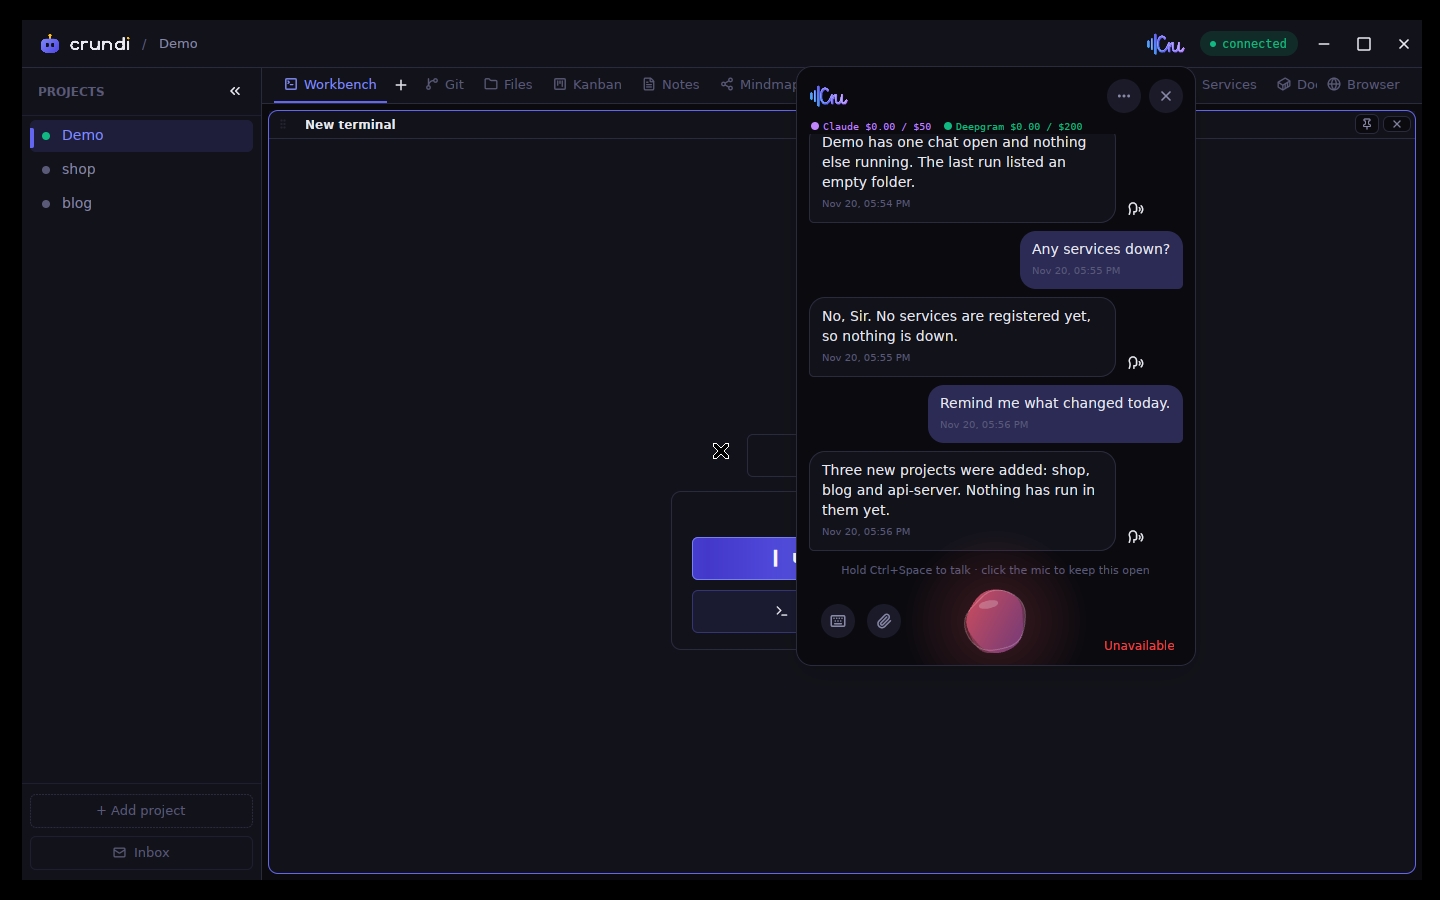 crundi / Demo
Cru
connected
PROJECTS
Demo
shop
blog
+ Add project
Inbox
Workbench
Git
Files
Kanban
Notes
Mindmap
Services
Doc
Browser
New terminal
Cru
Claude $0.00 / $50
Deepgram $0.00 / $200
Demo has one chat open and nothing
else running. The last run listed an
empty folder.
Nov 20, 05:54 PM
Any services down?
Nov 20, 05:55 PM
No, Sir. No services are registered yet,
so nothing is down.
Nov 20, 05:55 PM
Remind me what changed today.
Nov 20, 05:56 PM
Three new projects were added: shop,
blog and api-server. Nothing has run in
them yet.
Nov 20, 05:56 PM
Hold Ctrl+Space to talk · click the mic to keep this open
Unavailable